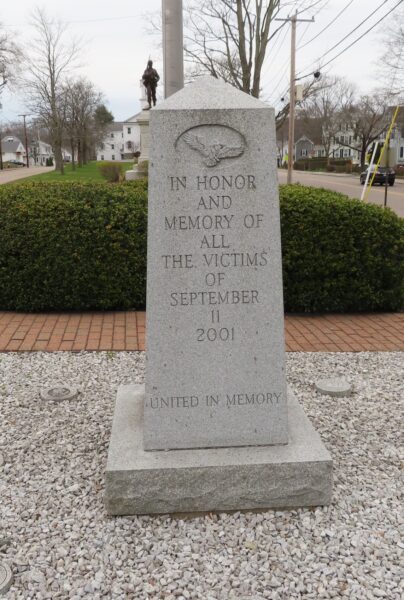 IN HONOR
AND
MEMORY OF
ALL
THE VICTIMS
OF
SEPTEMBER
11
2001
UNITED IN MEMORY